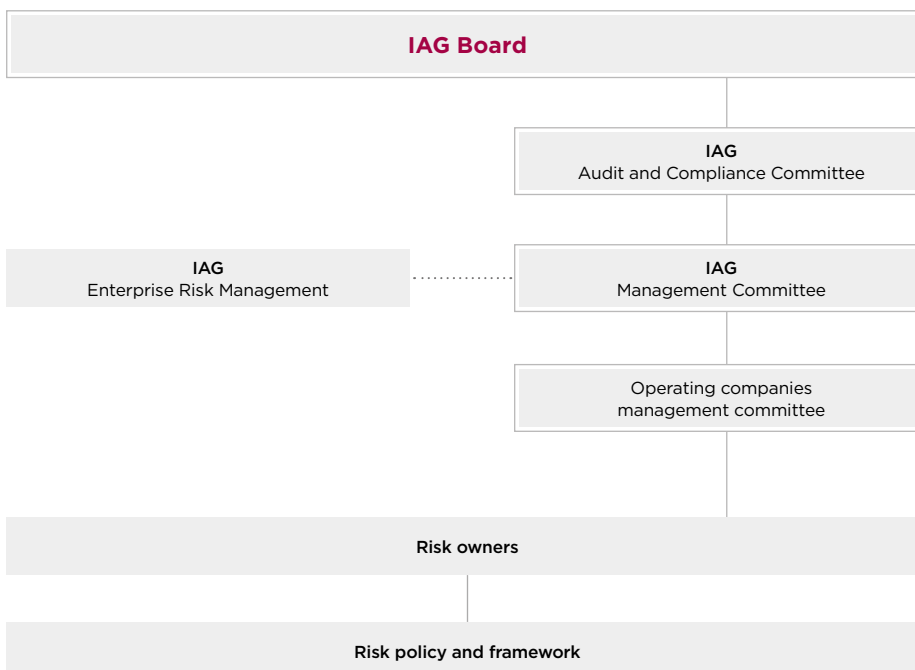 IAG Board
IAG
Audit and Compliance Committee
IAG
Enterprise Risk Management
IAG
Management Committee
Operating companies
management committee
Risk owners
Risk policy and framework